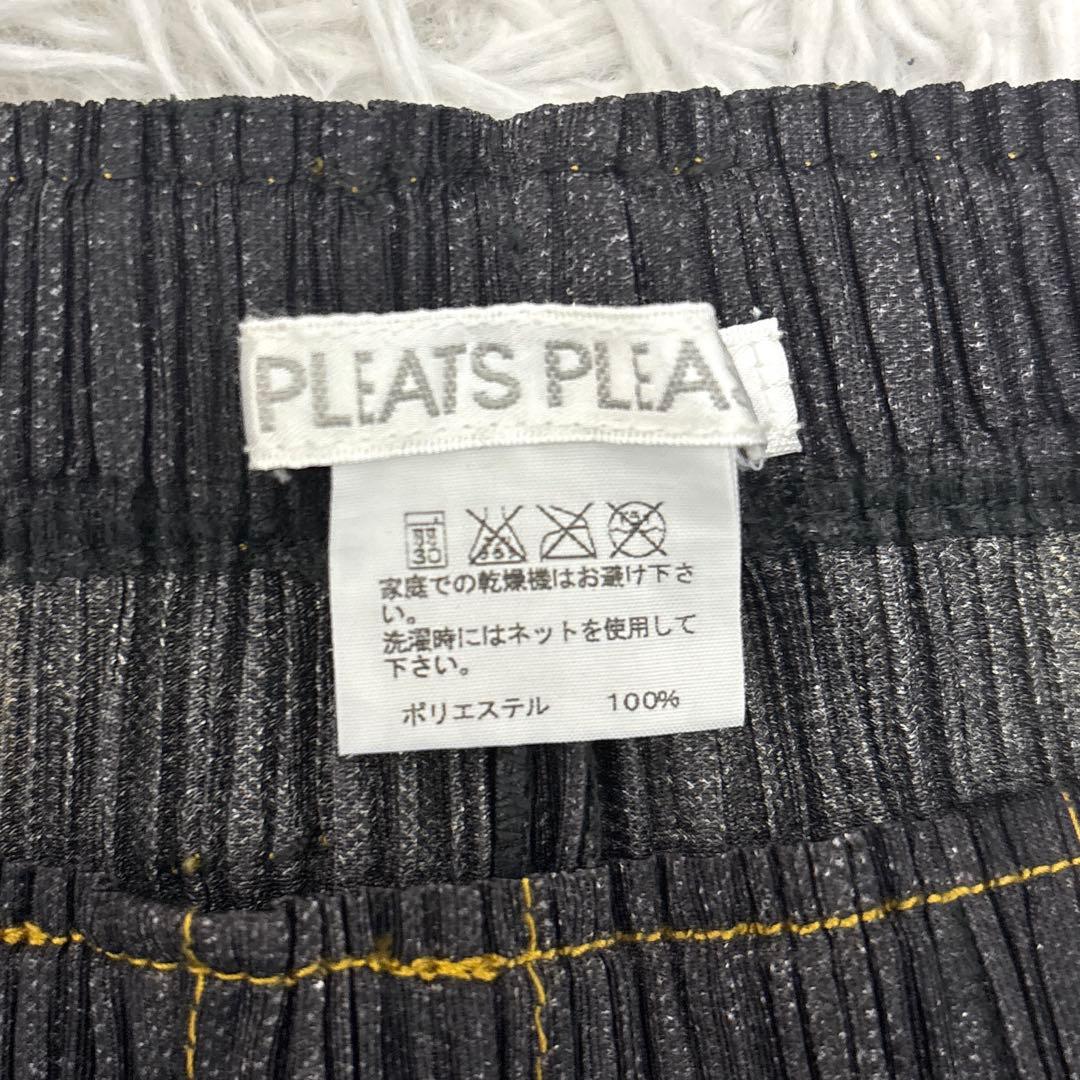 PLEATS PLEA
弱
30
家庭での乾燥機はお避け下さ
い。
洗濯時にはネットを使用して
下さい。
ポリエステル 100%